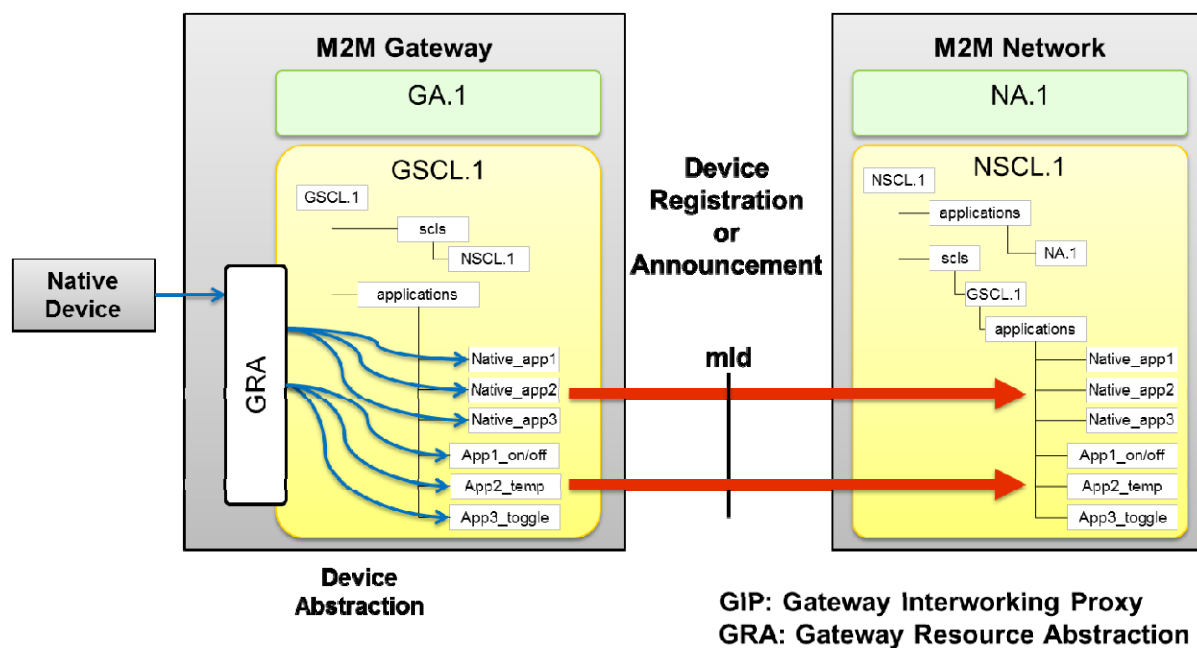 M2M Gateway
GA.1
GSCL.1
GSCL.1
scls
NSCL.1
applications
Native_app1
Native_app2
Native_app3
App1_on/off
App2_temp
App3_toggle
Native
Device
GRA
Device
Abstraction
Device
Registration
or
Announcement
mId
M2M Network
NA.1
NSCL.1
NSCL.1
applications
NA.1
scls
GSCL.1
applications
Native_app1
Native_app2
Native_app3
App1_on/off
App2_temp
App3_toggle
GIP: Gateway Interworking Proxy
GRA: Gateway Resource Abstraction